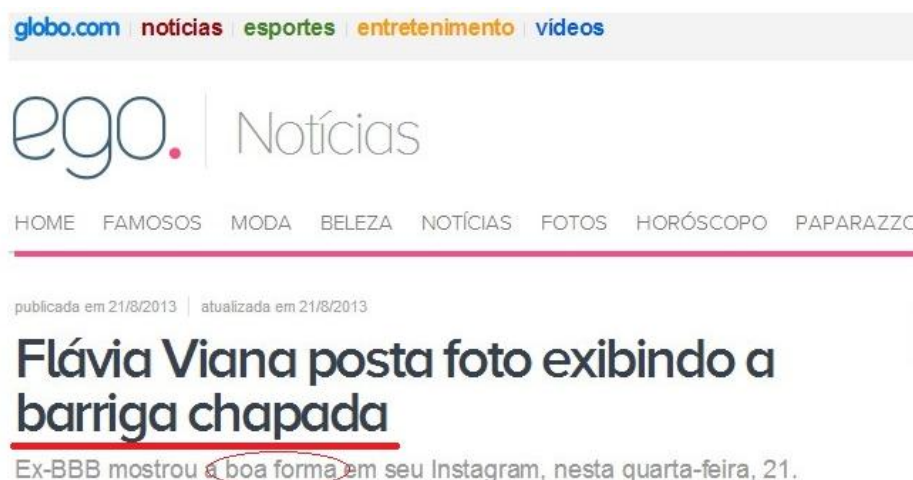 globo.com notícias esportes entretenimento vídeos
ego. Notícias
HOME FAMOSOS MODA BELEZA NOTÍCIAS FOTOS HORÓSCOPO PAPARAZZO
publicada em 21/8/2013 atualizada em 21/8/2013
Flávia Viana posta foto exibindo a
barriga chapada
Ex-BBB mostrou a boa forma em seu Instagram, nesta quarta-feira, 21.